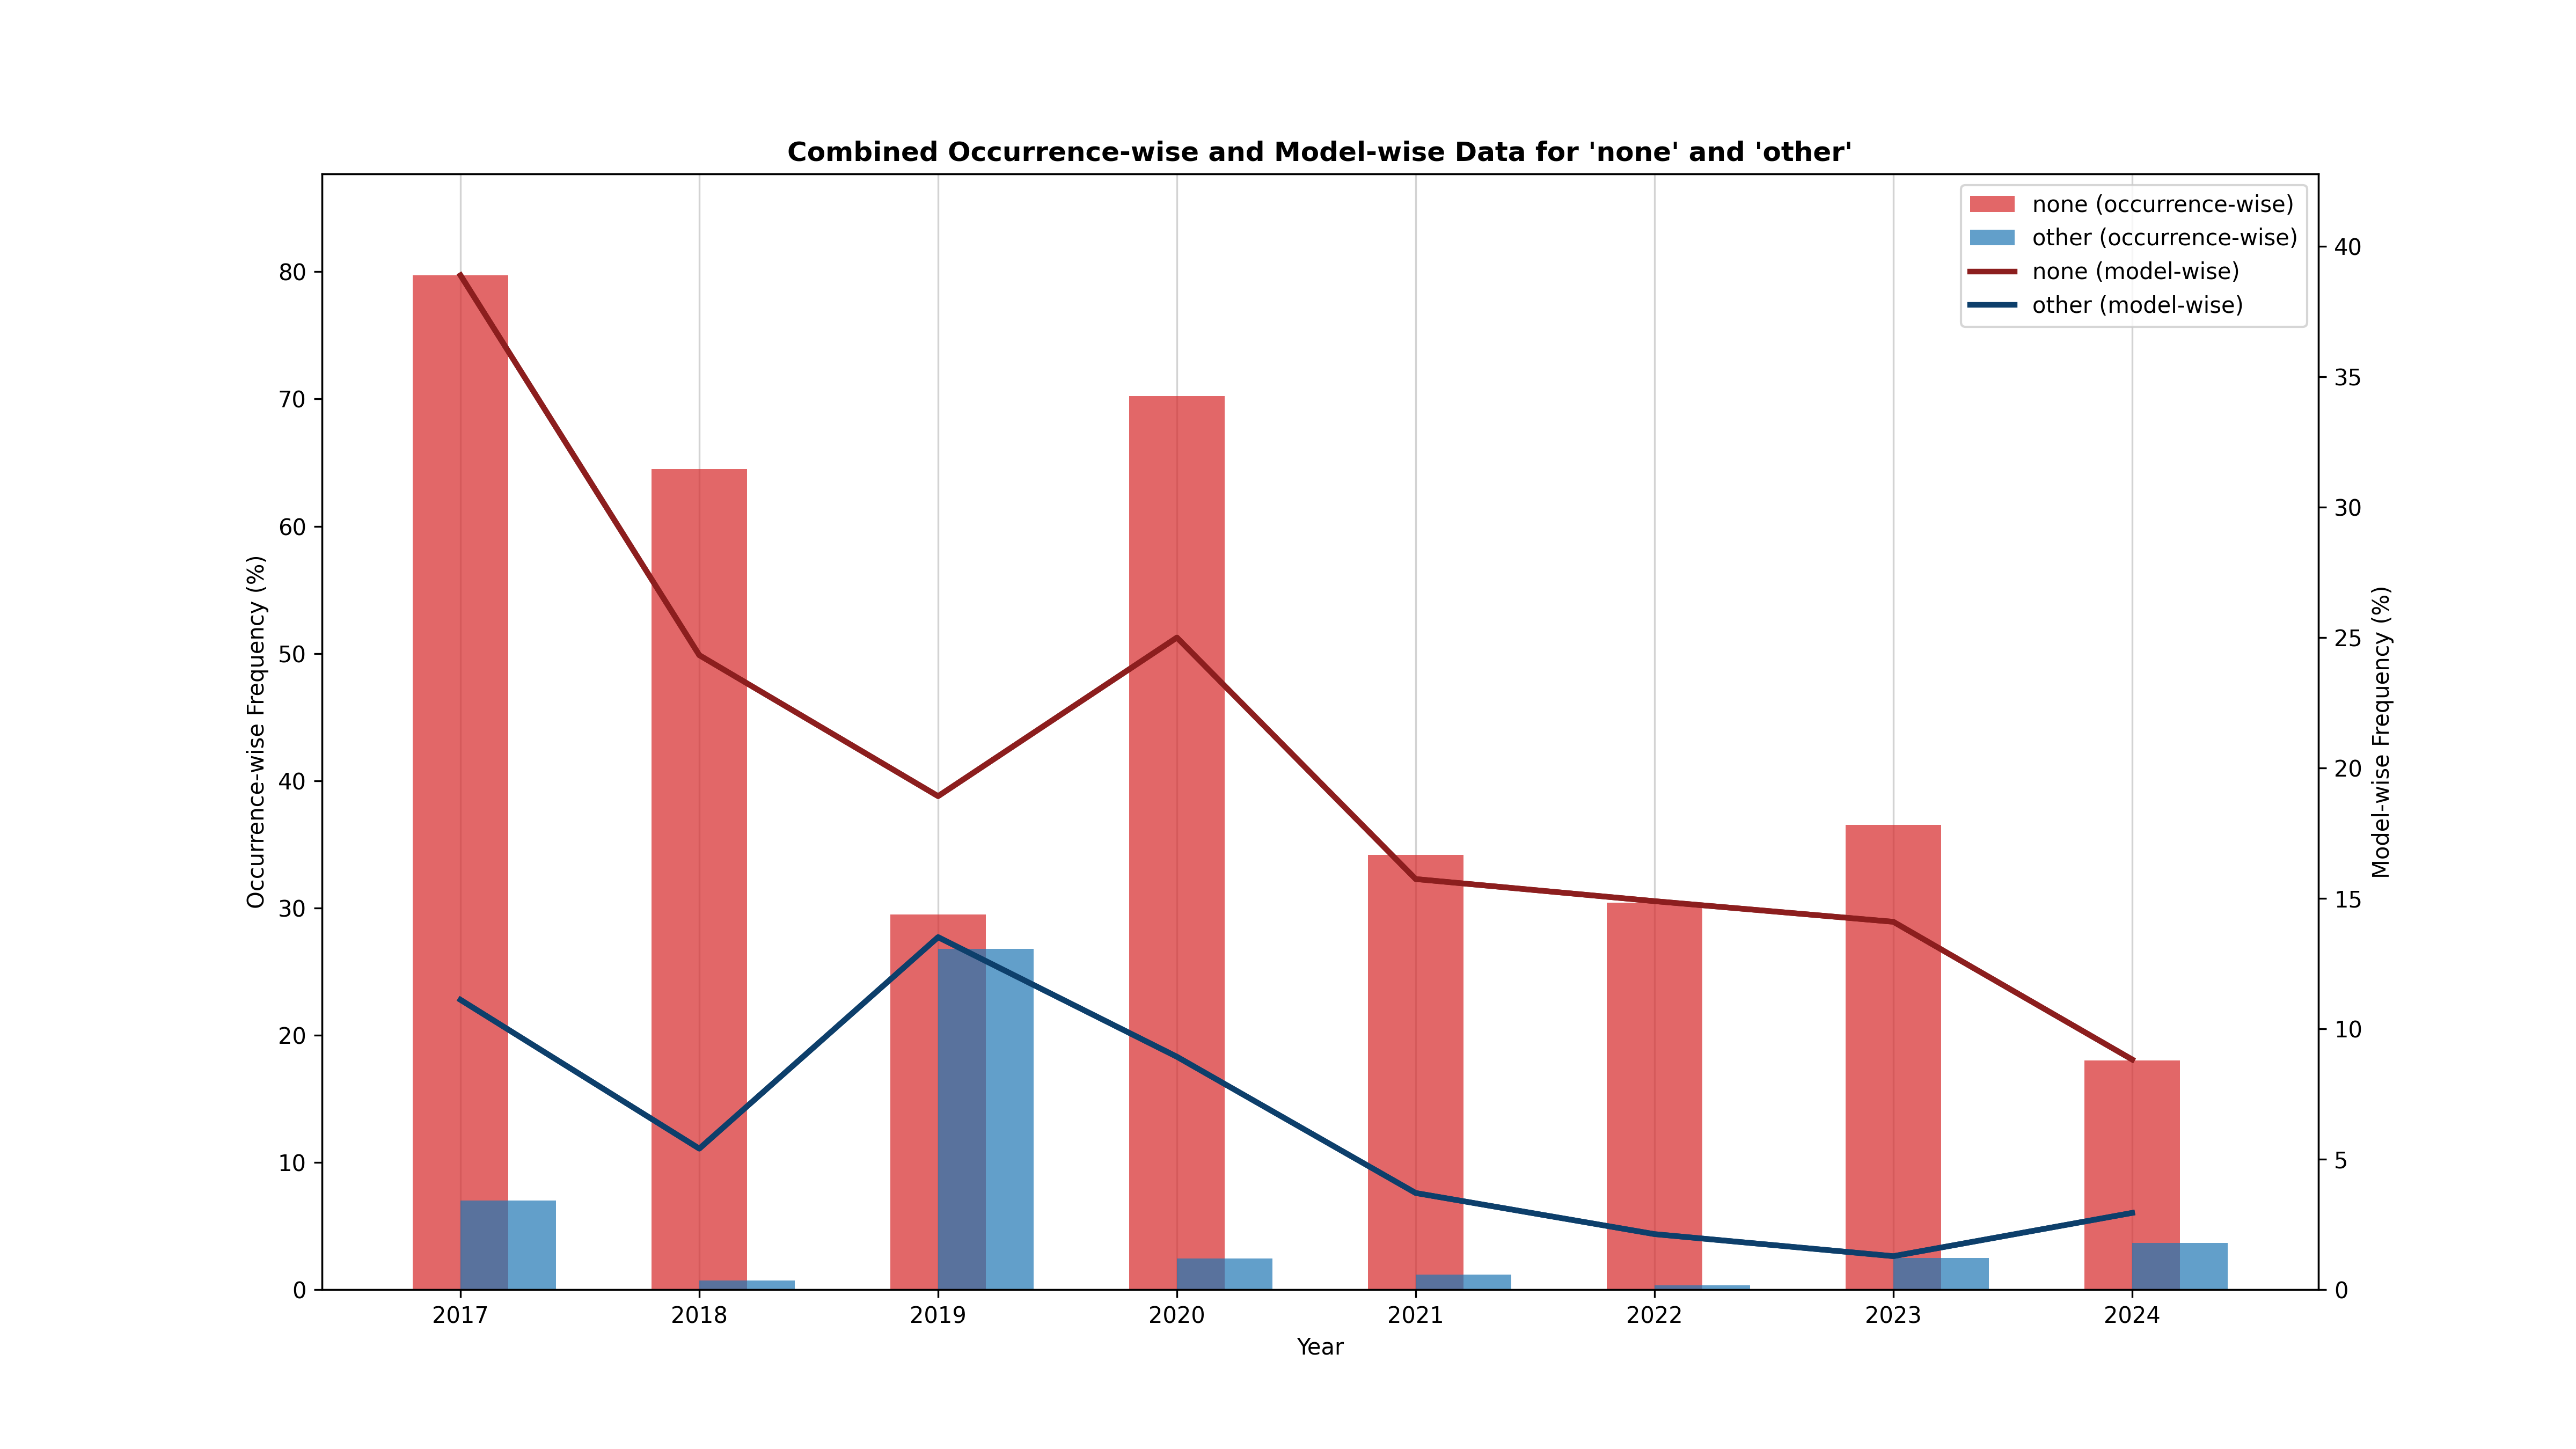 Combined Occurrence-wise and Model-wise Data for 'none' and 'other'
none (occurrence-wise)
other (occurrence-wise)
none (model-wise)
other (model-wise)
Occurrence-wise Frequency (%)
80
70
60
50
40
30
20
10
0
Model-wise Frequency (%)
40
35
30
25
20
15
10
5
0
2017 2018 2019 2020 2021 2022 2023 2024
Year